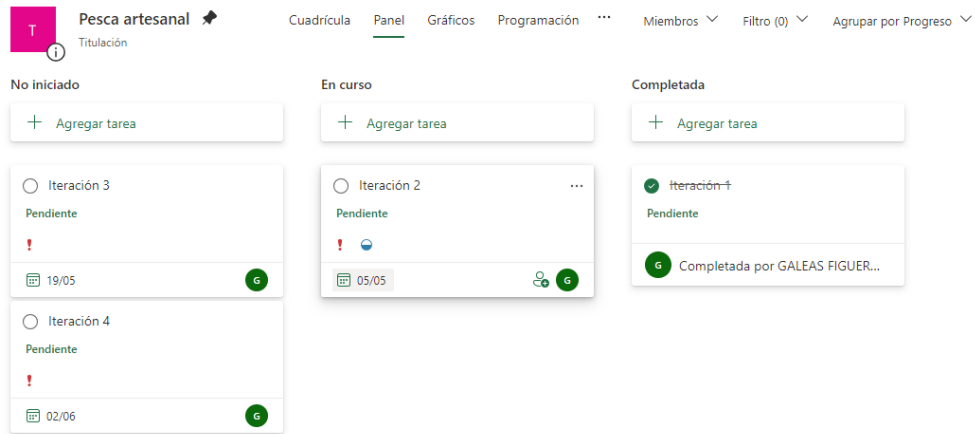 T
Pesca artesanal
Titulación
Cuadrícula Panel Gráficos Programación ... Miembros Filtro (0) Agrupar por Progreso
No iniciado
Agregar tarea
Iteración 3
Pendiente
19/05
G
Iteración 4
Pendiente
02/06
G
En curso
Agregar tarea
Iteración 2
...
Pendiente
05/05
G
Completada
Agregar tarea
Iteración 1
Pendiente
G
Completada por GALEAS FIGUER...